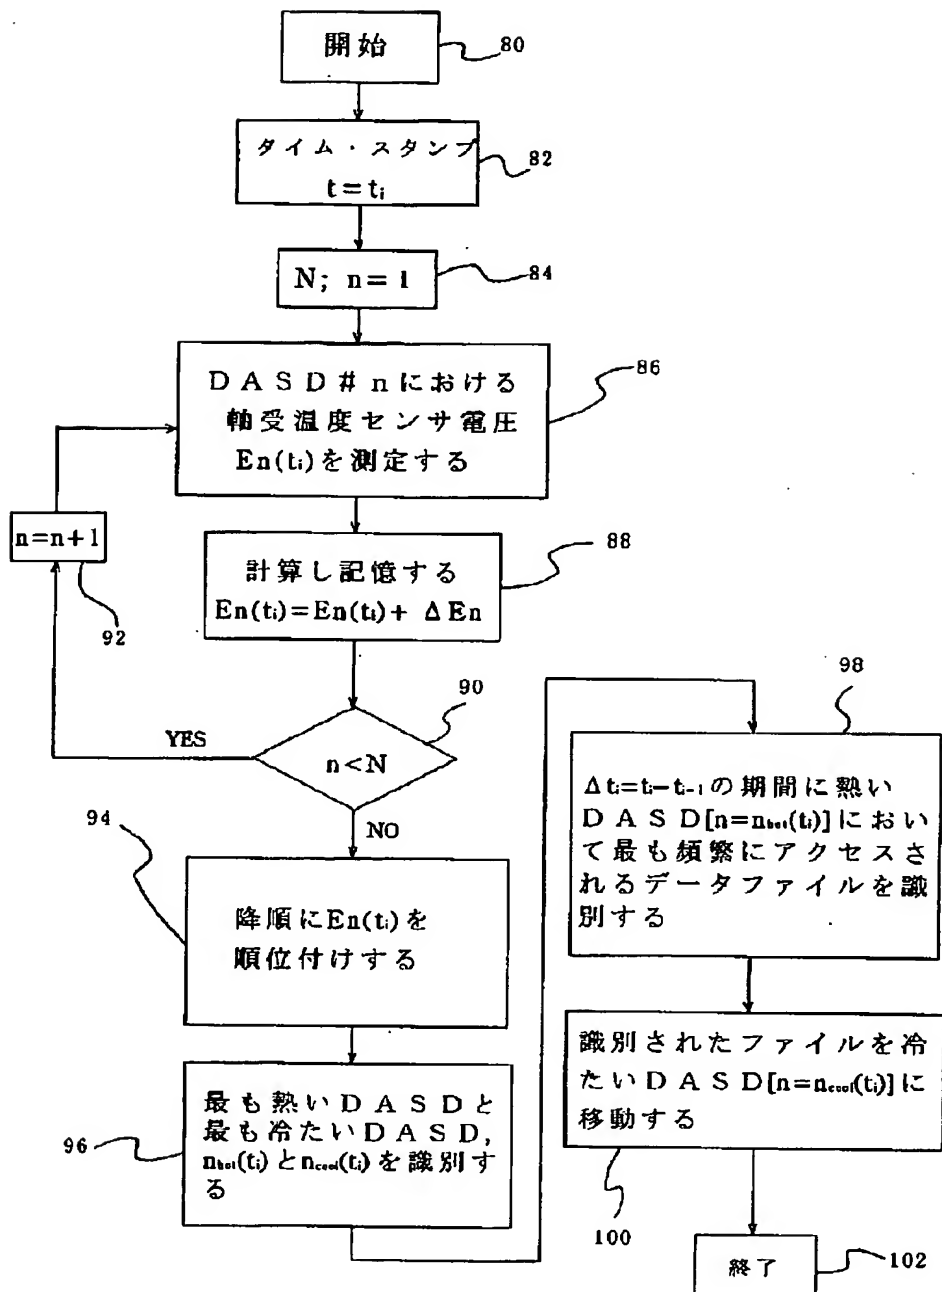 開始
80
タイム・スタンプ
t=tᵢ
82
N; n=1
84
DASD#nにおける
軸受温度センサ電圧
En(tᵢ)を測定する
86
n=n+1
92
計算し記憶する
En(tᵢ)=En(tᵢ)+ ΔEn
88
90
YES
n<N
NO
94
降順にEn(tᵢ)を
順位付けする
96
最も熱いDASDと
最も冷たいDASD,
n_hot(tᵢ)とn_cool(tᵢ)を識別す
る
98
Δtᵢ=tᵢ-tᵢ₋₁の期間に熱い
DASD[n=n_hot(tᵢ)]におい
て最も頻繁にアクセスさ
れるデータファイルを識
別する
識別されたファイルを冷
たいDASD[n=n_cool(tᵢ)]に
移動する
100
終了
102